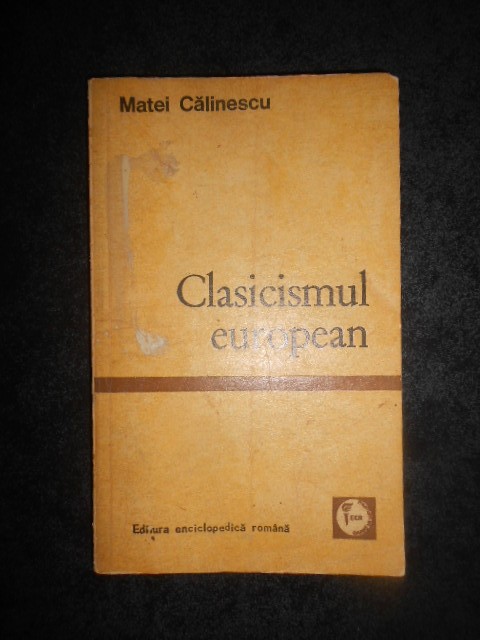 Matei Călinescu
Clasicismul
european
Editura enciclopedică română